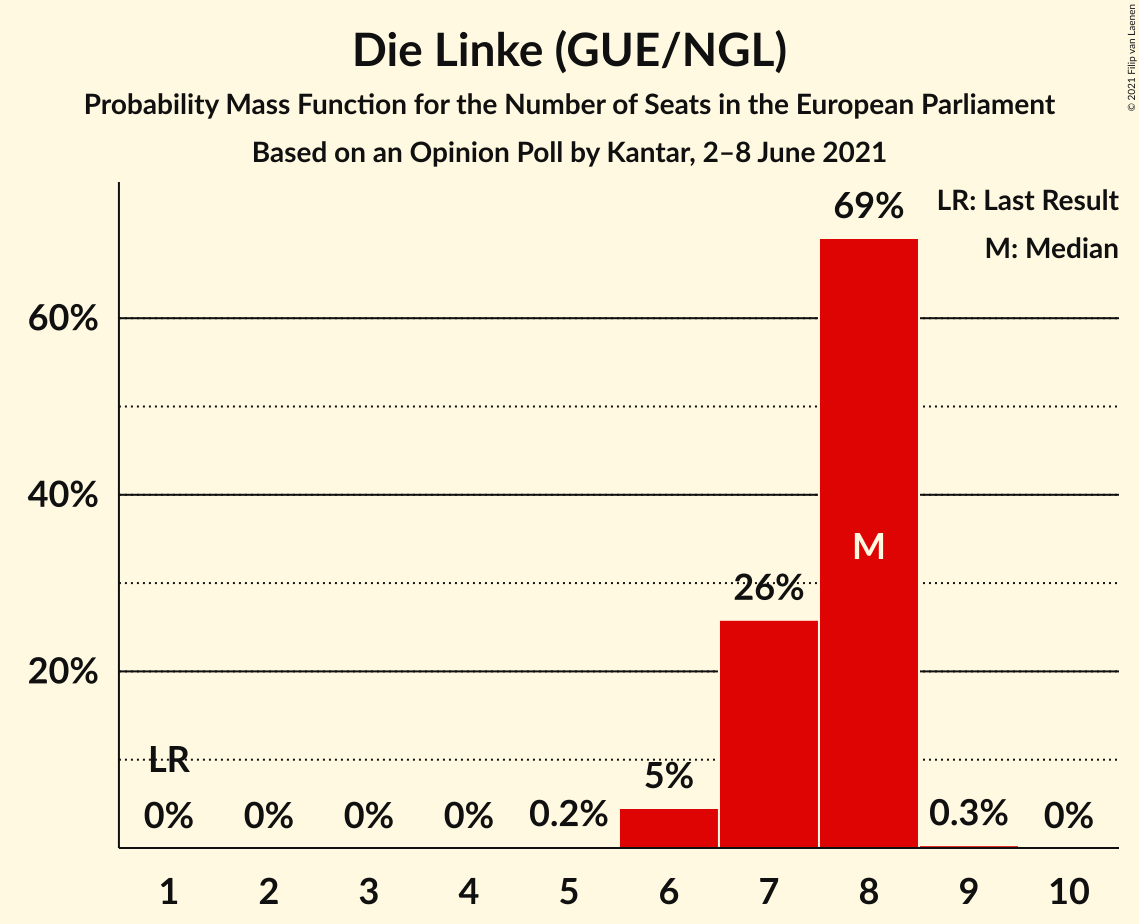 Die Linke (GUE/NGL)
Probability Mass Function for the Number of Seats in the European Parliament
Based on an Opinion Poll by Kantar, 2–8 June 2021
© 2021 Filip van Laenen
LR: Last Result
M: Median
69%
60%
40%
M
26%
20%
LR
5%
0% 0% 0% 0% 0.2% 0.3% 0%
1 2 3 4 5 6 7 8 9 10